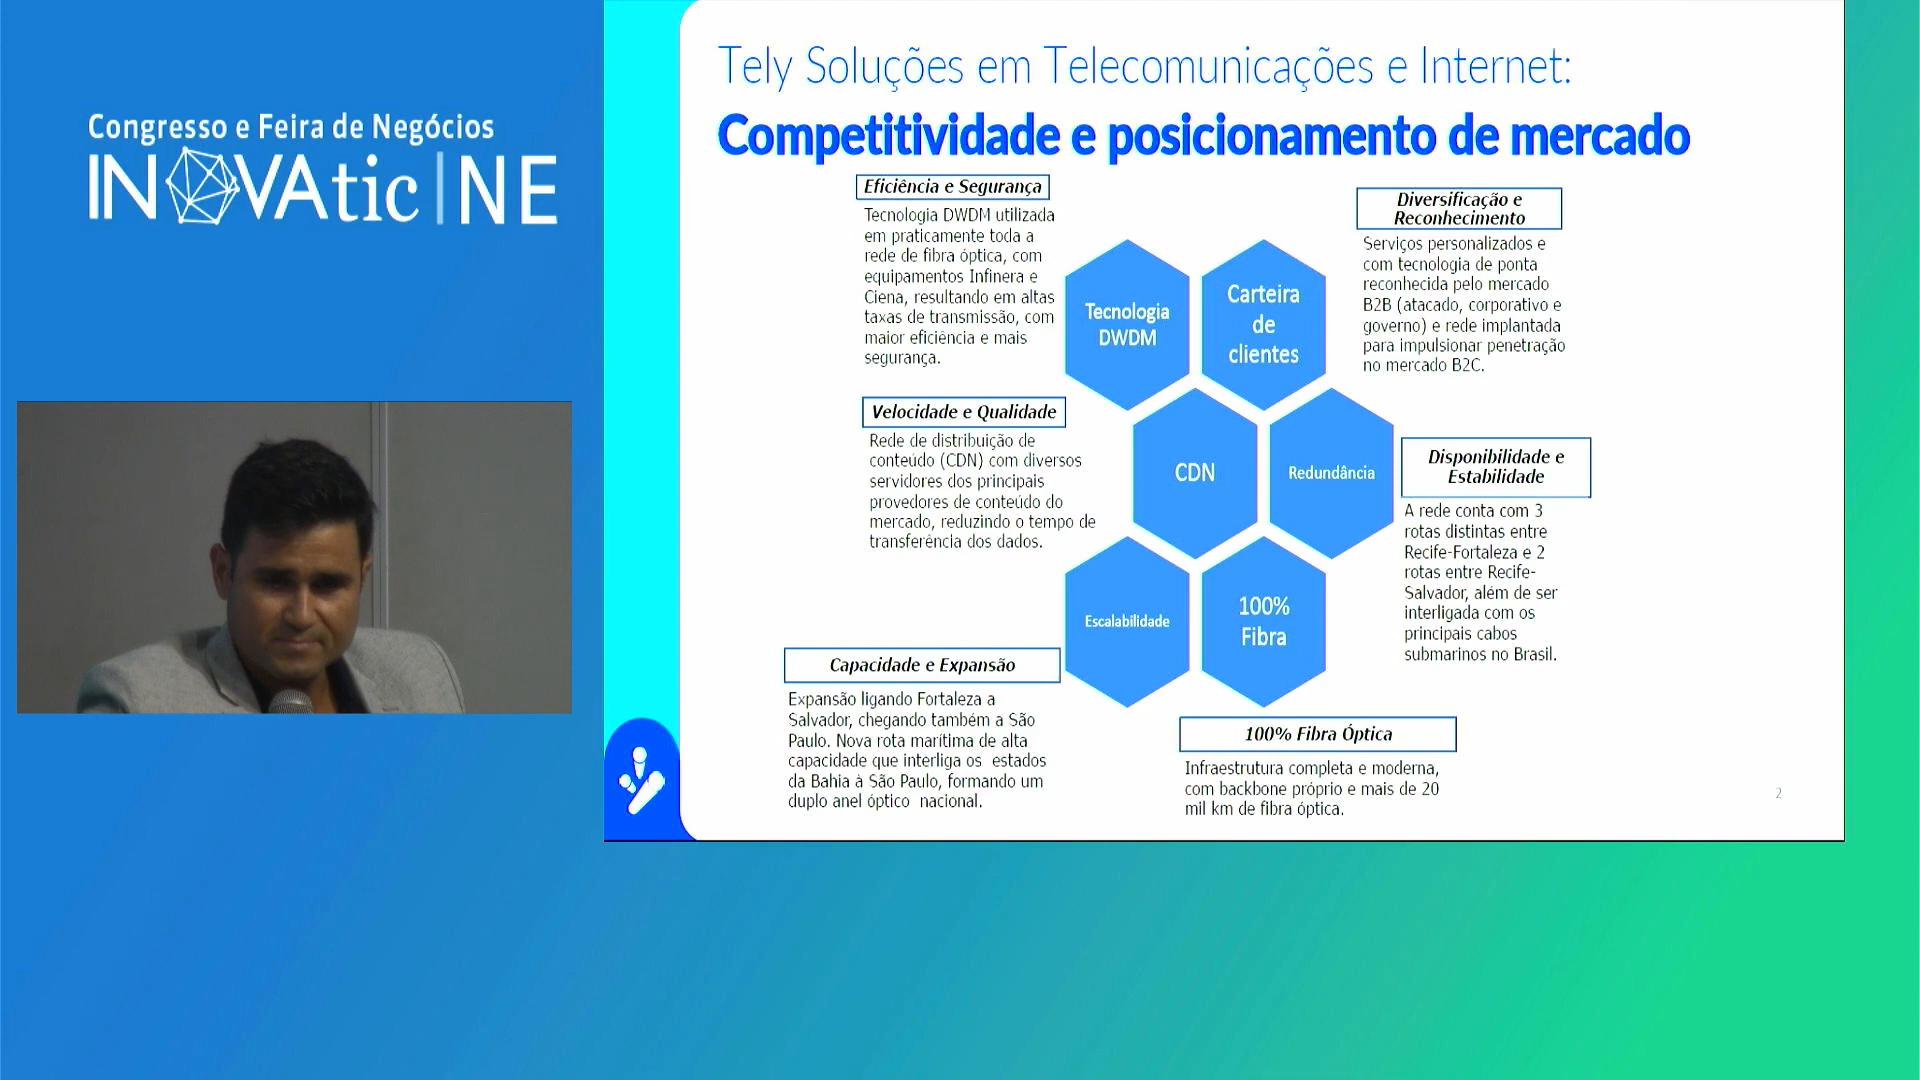 Congresso e Feira de Negócios
INOVAtic|NE
Tely Soluções em Telecomunicações e Internet:
Competitividade e posicionamento de mercado
Eficiência e Segurança
Tecnologia DWDM utilizada
em praticamente toda a
rede de fibra óptica, com
equipamentos Infinera e
Ciena, resultando em altas
taxas de transmissão, com
maior eficiência e mais
segurança.
Velocidade e Qualidade
Rede de distribuição de
conteúdo (CDN) com diversos
servidores dos principais
provedores de conteúdo do
mercado, reduzindo o tempo de
transferência dos dados.
Capacidade e Expansão
Expansão ligando Fortaleza a
Salvador, chegando também a São
Paulo. Nova rota marítima de alta
capacidade que interliga os estados
da Bahia à São Paulo, formando um
duplo anel óptico nacional.
Tecnologia
DWDM
Carteira
de
clientes
CDN
Redundância
Escalabilidade
100%
Fibra
Diversificação e
Reconhecimento
Serviços personalizados e
com tecnologia de ponta
reconhecida pelo mercado
B2B (atacado, corporativo e
governo) e rede implantada
para impulsionar penetração
no mercado B2C.
Disponibilidade e
Estabilidade
A rede conta com 3
rotas distintas entre
Recife-Fortaleza e 2
rotas entre Recife-
Salvador, além de ser
interligada com os
principais cabos
submarinos no Brasil.
100% Fibra Óptica
Infraestrutura completa e moderna,
com backbone próprio e mais de 20
mil km de fibra óptica.
2